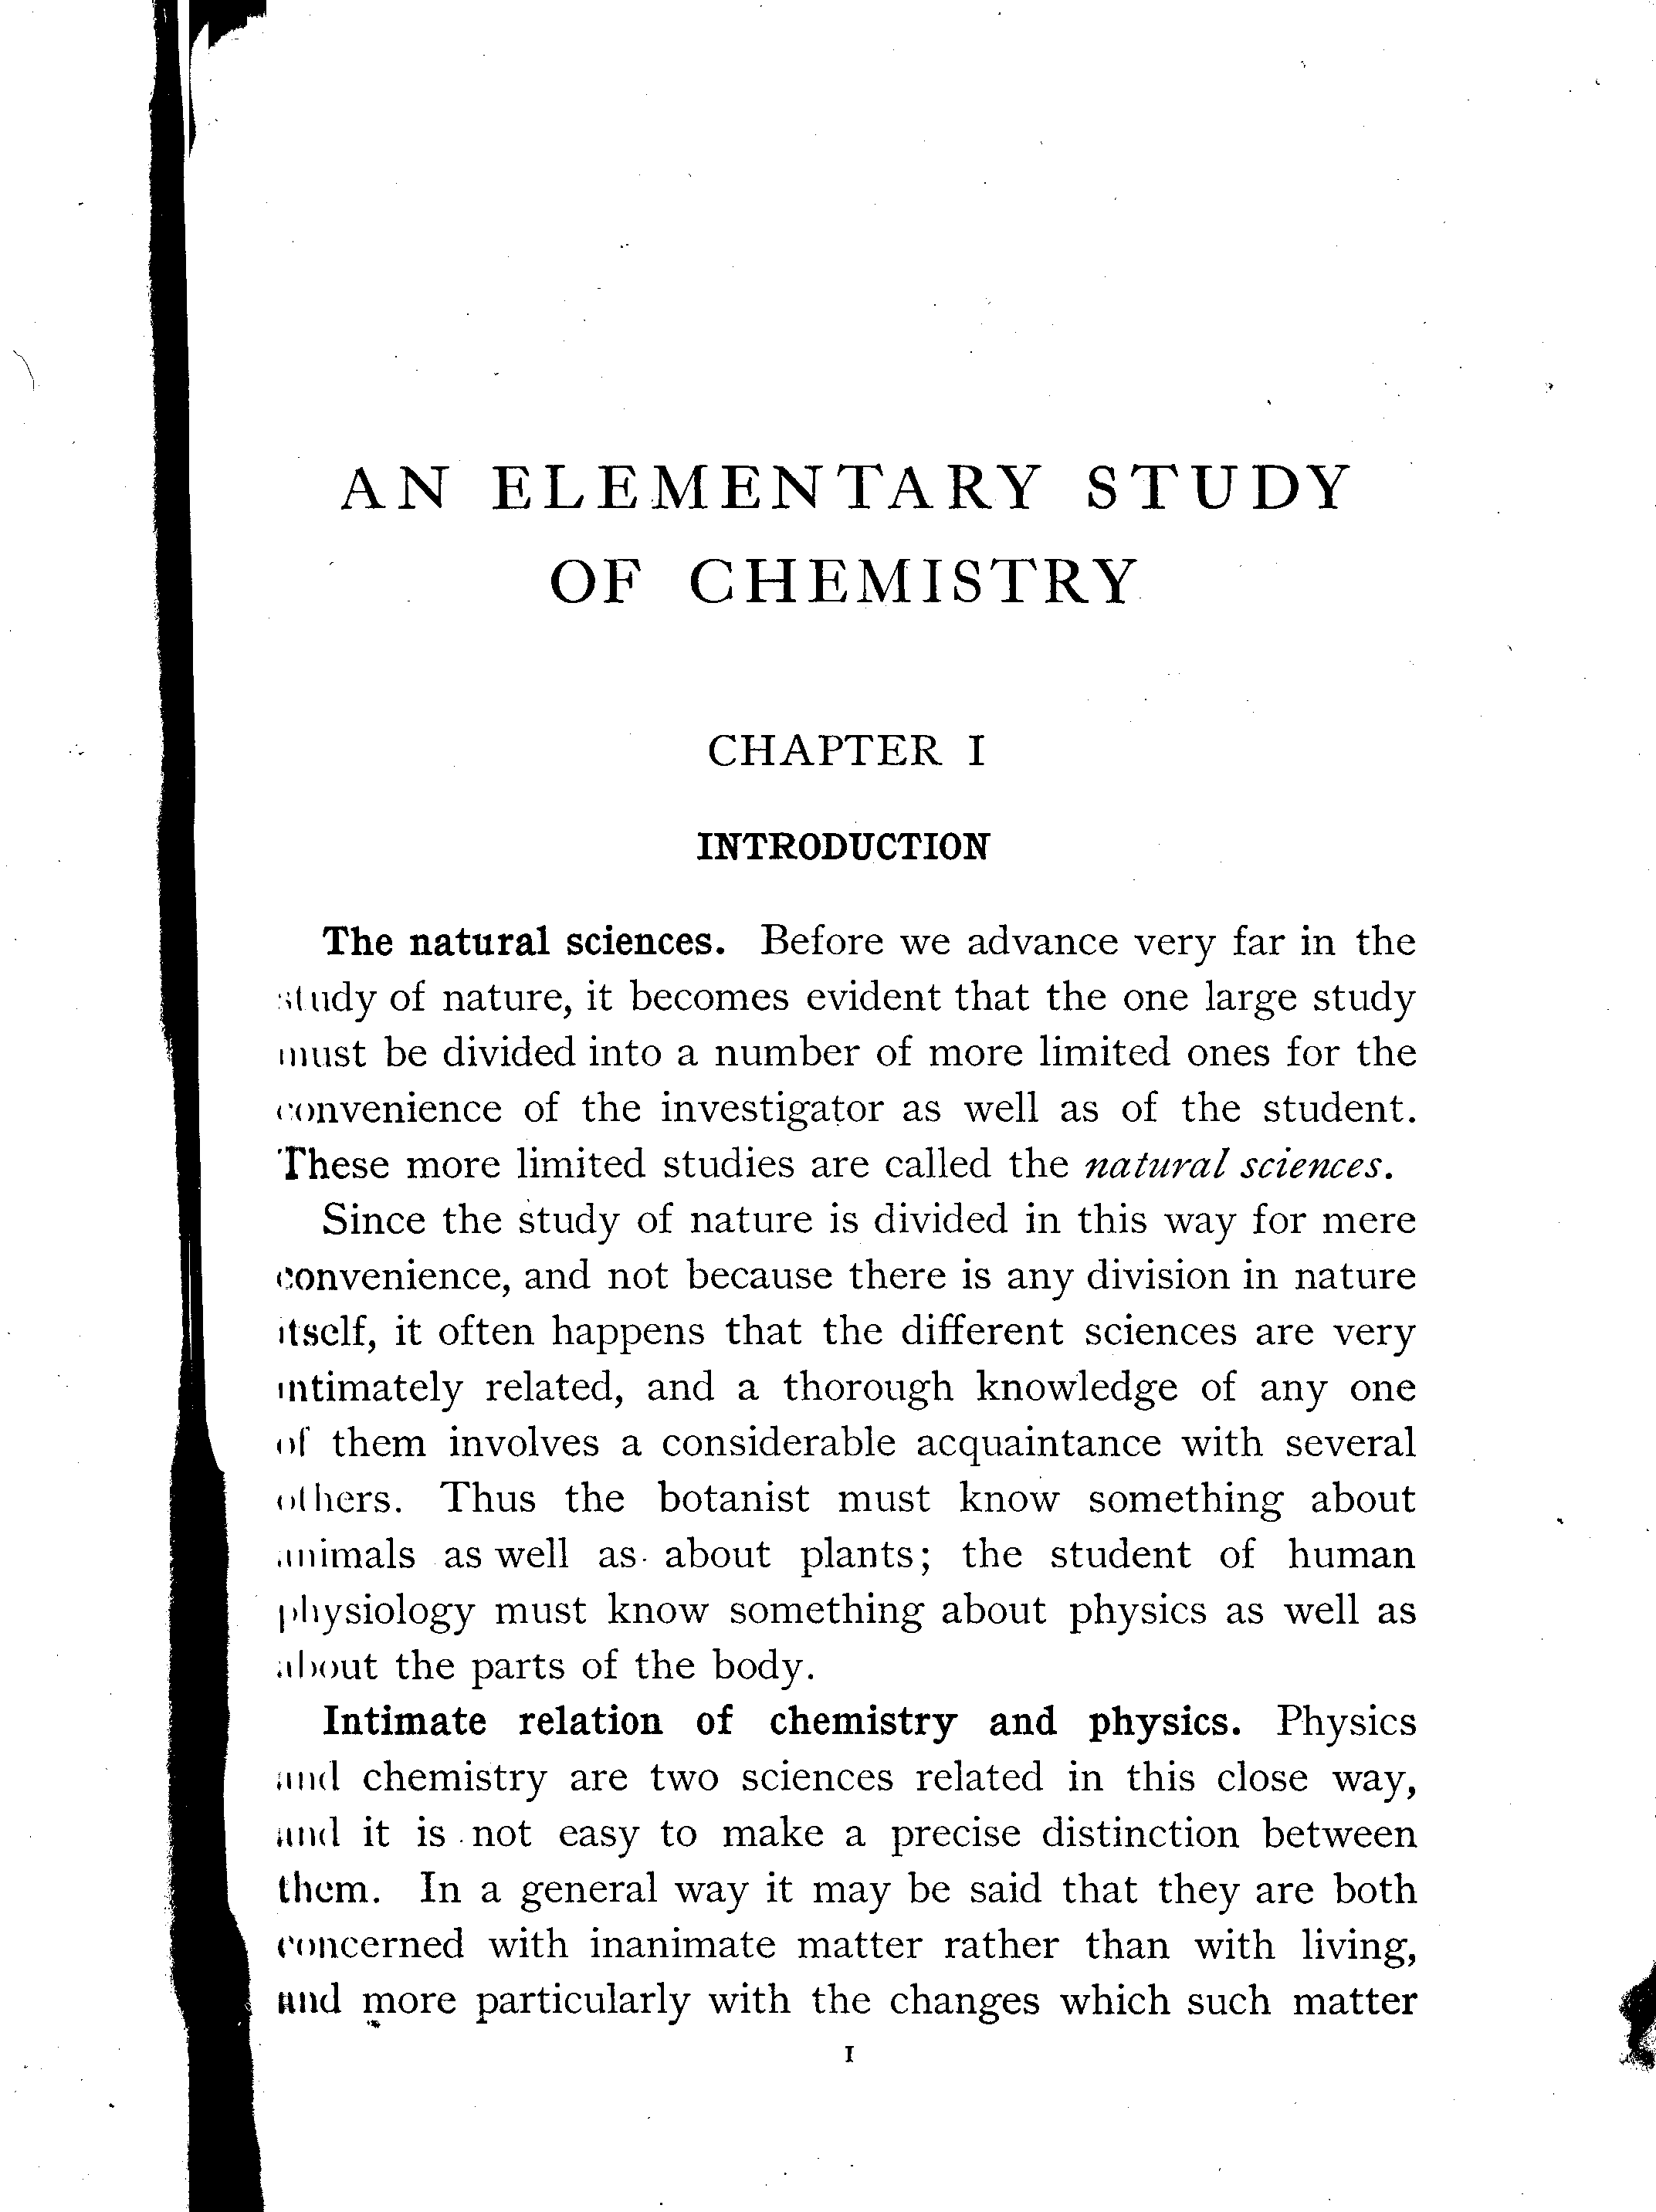 AN ELEMENTARY STUDY
OF CHEMISTRY
CHAPTER I
INTRODUCTION
The natural sciences. Before we advance very far in the
study of nature, it becomes evident that the one large study
must be divided into a number of more limited ones for the
convenience of the investigator as well as of the student.
These more limited studies are called the natural sciences.
Since the study of nature is divided in this way for mere
convenience, and not because there is any division in nature
itself, it often happens that the different sciences are very
intimately related, and a thorough knowledge of any one
of them involves a considerable acquaintance with several
others. Thus the botanist must know something about
animals as well as about plants; the student of human
physiology must know something about physics as well as
about the parts of the body.
Intimate relation of chemistry and physics. Physics
and chemistry are two sciences related in this close way,
and it is not easy to make a precise distinction between
them. In a general way it may be said that they are both
concerned with inanimate matter rather than with living,
and more particularly with the changes which such matter
I